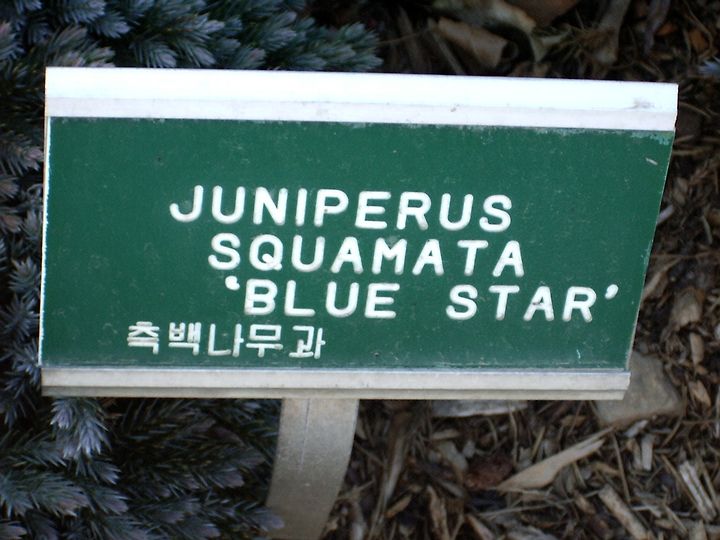 JUNIPERUS
SQUAMATA
‘BLUE STAR’
측백나무과